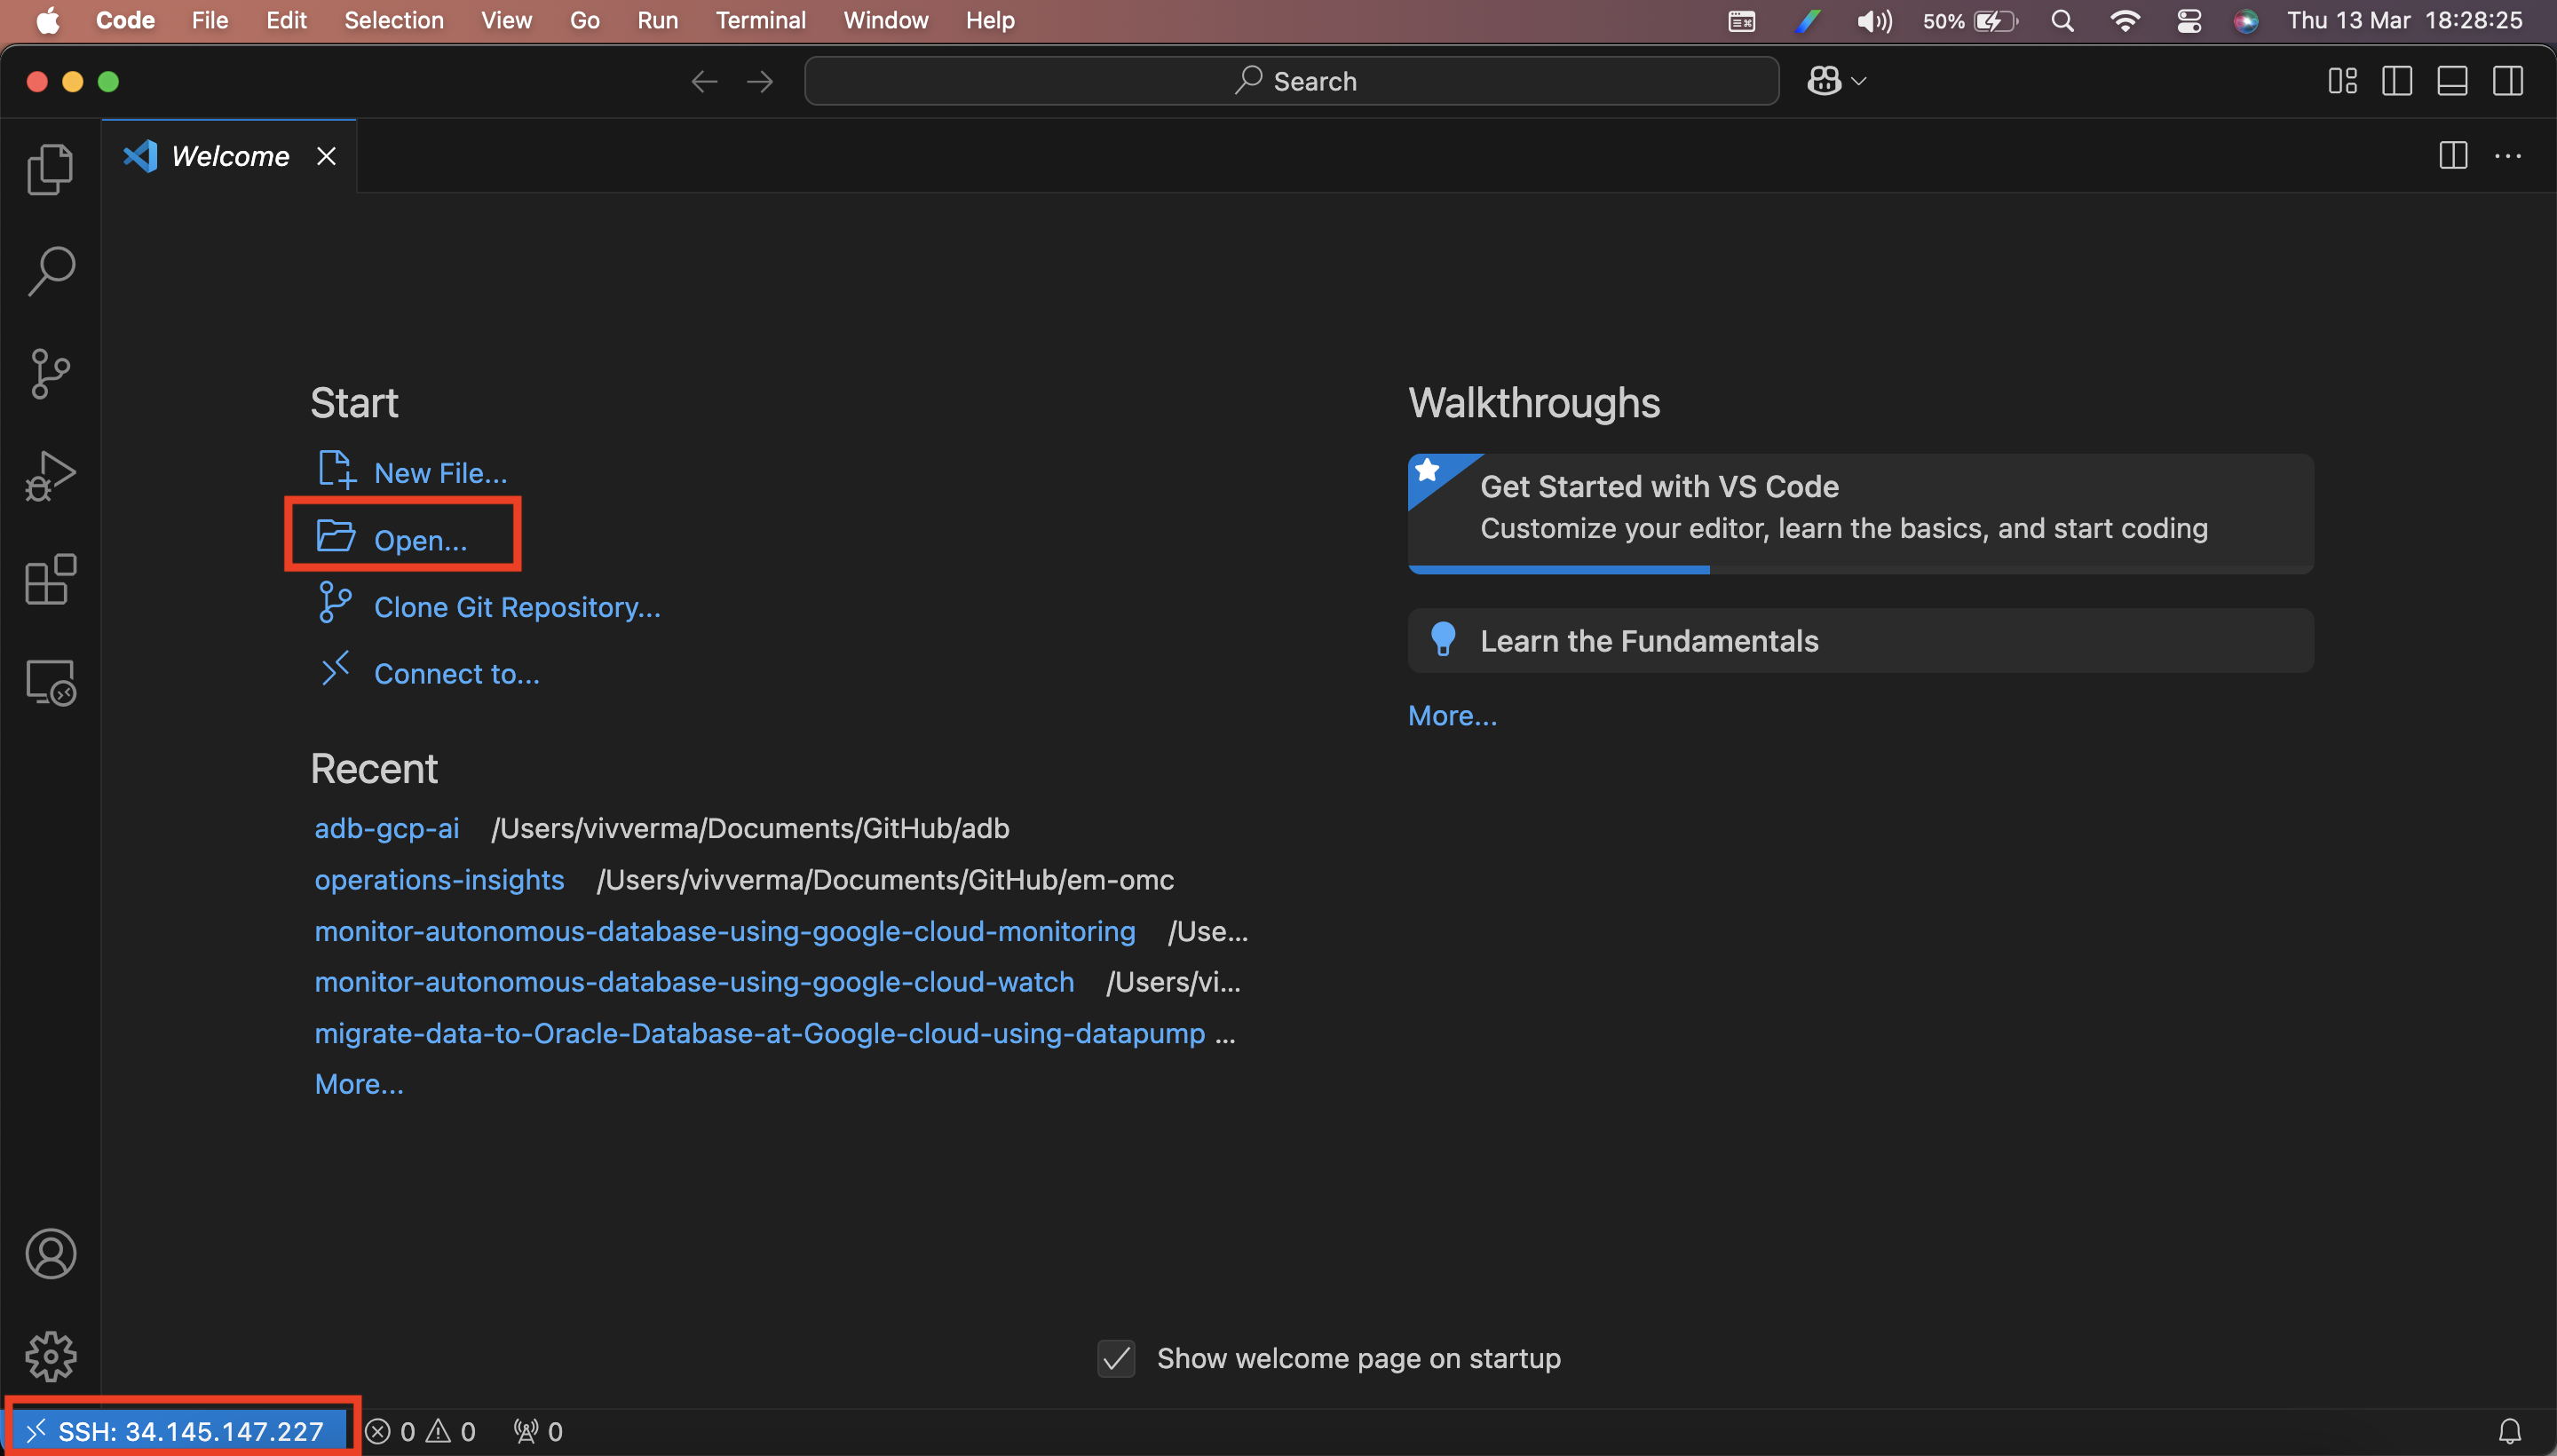 Code File Edit Selection View Go Run Terminal Window Help 50% Thu 13 Mar 18:28:25
Search
Welcome
Start
New File...
Open...
Clone Git Repository...
Connect to...
Recent
adb-gcp-ai /Users/vivverma/Documents/GitHub/adb
operations-insights /Users/vivverma/Documents/GitHub/em-omc
monitor-autonomous-database-using-google-cloud-monitoring /Use...
monitor-autonomous-database-using-google-cloud-watch /Users/vi...
migrate-data-to-Oracle-Database-at-Google-cloud-using-datapump ...
More...
Walkthroughs
Get Started with VS Code
Customize your editor, learn the basics, and start coding
Learn the Fundamentals
More...
Show welcome page on startup
SSH: 34.145.147.227 0 0 0